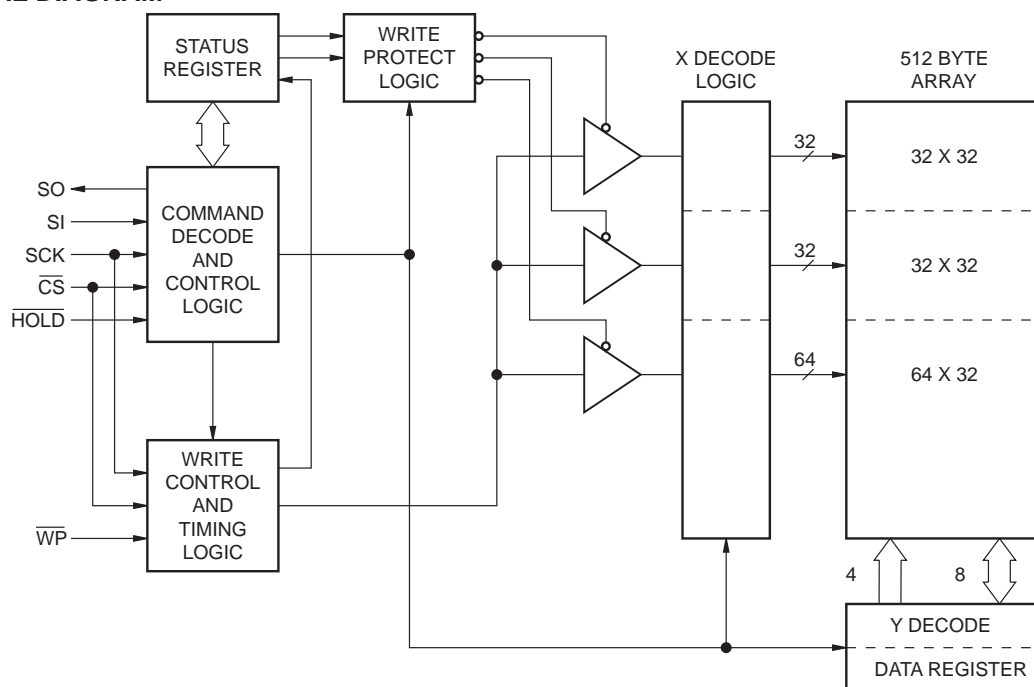 STATUS
REGISTER
WRITE
PROTECT
LOGIC
X DECODE
LOGIC
512 BYTE
ARRAY
SO
SI
SCK
CS
HOLD
COMMAND
DECODE
AND
CONTROL
LOGIC
32
32 X 32
32
32 X 32
64
64 X 32
WRITE
CONTROL
AND
TIMING
LOGIC
WP
4
8
Y DECODE
DATA REGISTER